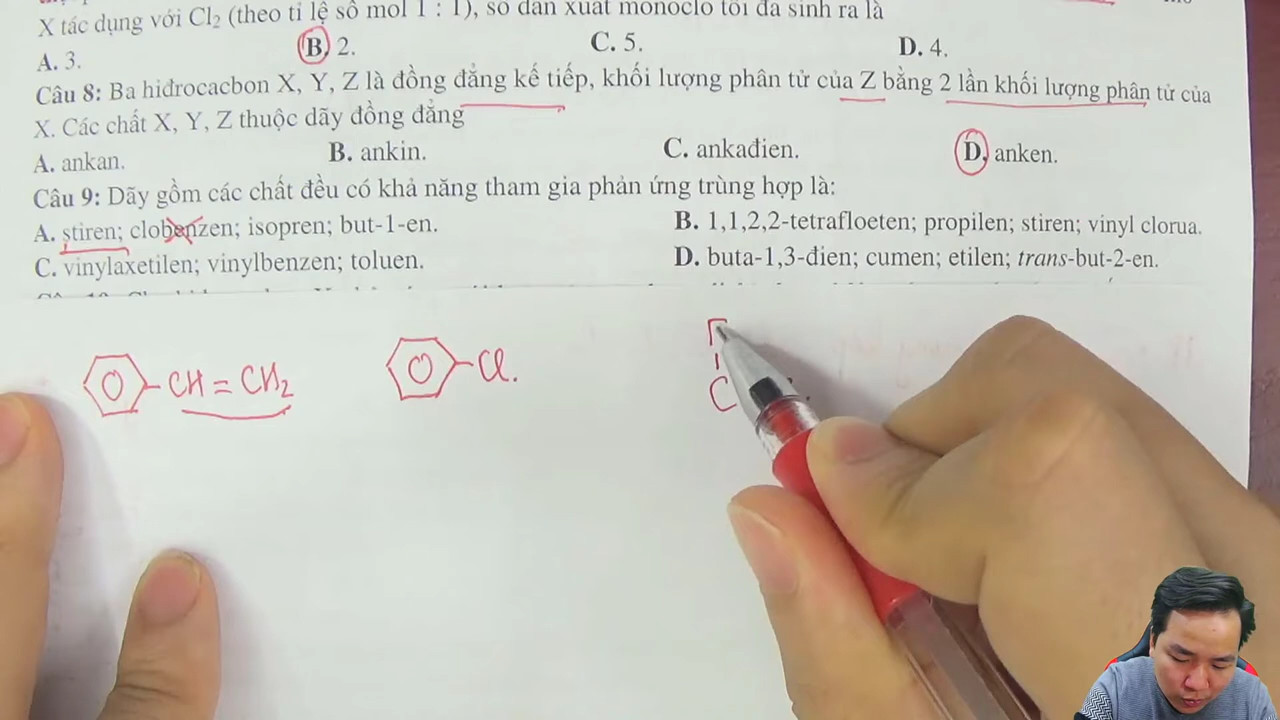 X tác dụng với Cl2 (theo tỉ lệ số mol 1 : 1), số dẫn xuất monoclo tối đa sinh ra là
A. 3. B. 2. C. 5. D. 4.
Câu 8: Ba hiđrocacbon X, Y, Z là đồng đẳng kế tiếp, khối lượng phân tử của Z bằng 2 lần khối lượng phân tử của
X. Các chất X, Y, Z thuộc dãy đồng đẳng
A. ankan. B. ankin. C. ankađien. D. anken.
Câu 9: Dãy gồm các chất đều có khả năng tham gia phản ứng trùng hợp là:
A. stiren; clobenzen; isopren; but-1-en. B. 1,1,2,2-tetrafloeten; propilen; stiren; vinyl clorua.
C. vinylaxetilen; vinylbenzen; toluen. D. buta-1,3-đien; cumen; etilen; trans-but-2-en.
F
CH = CH2 Cl. C